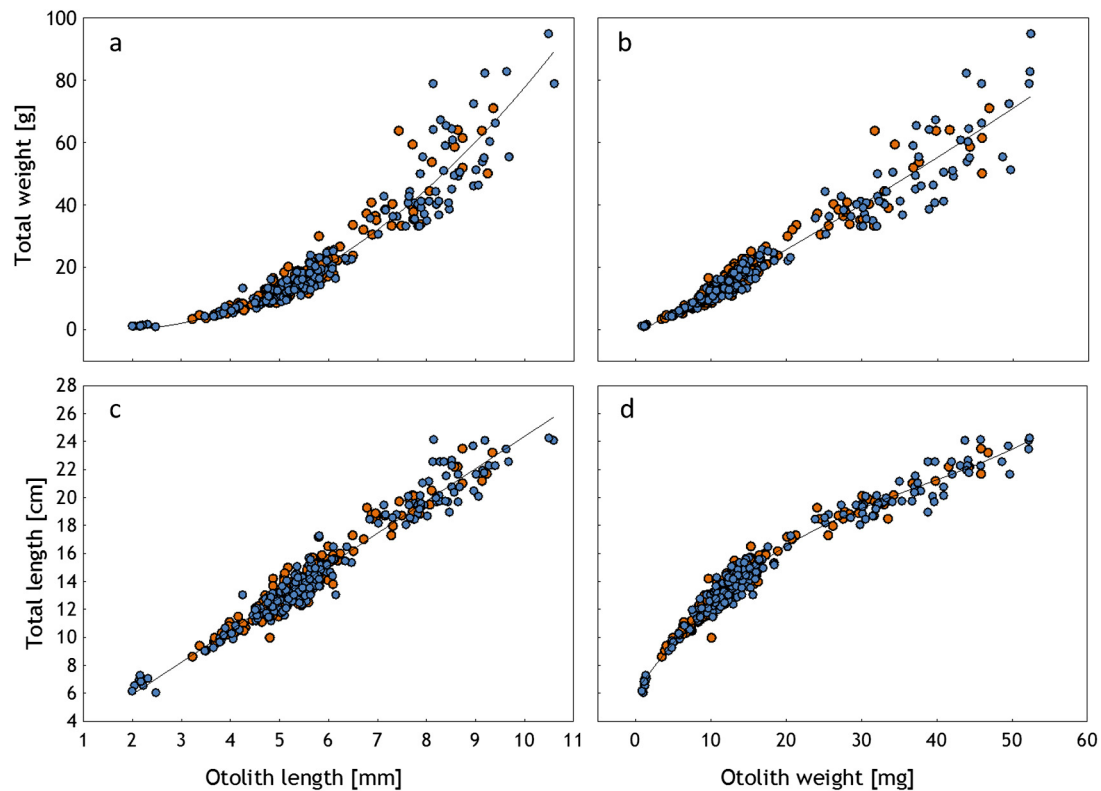 a
b
100
80
60
40
20
0
Total weight [g]
c
d
28
26
24
22
20
18
16
14
12
10
8
6
4
Total length [cm]
1 2 3 4 5 6 7 8 9 10 11
0 10 20 30 40 50 60
Otolith length [mm]
Otolith weight [mg]